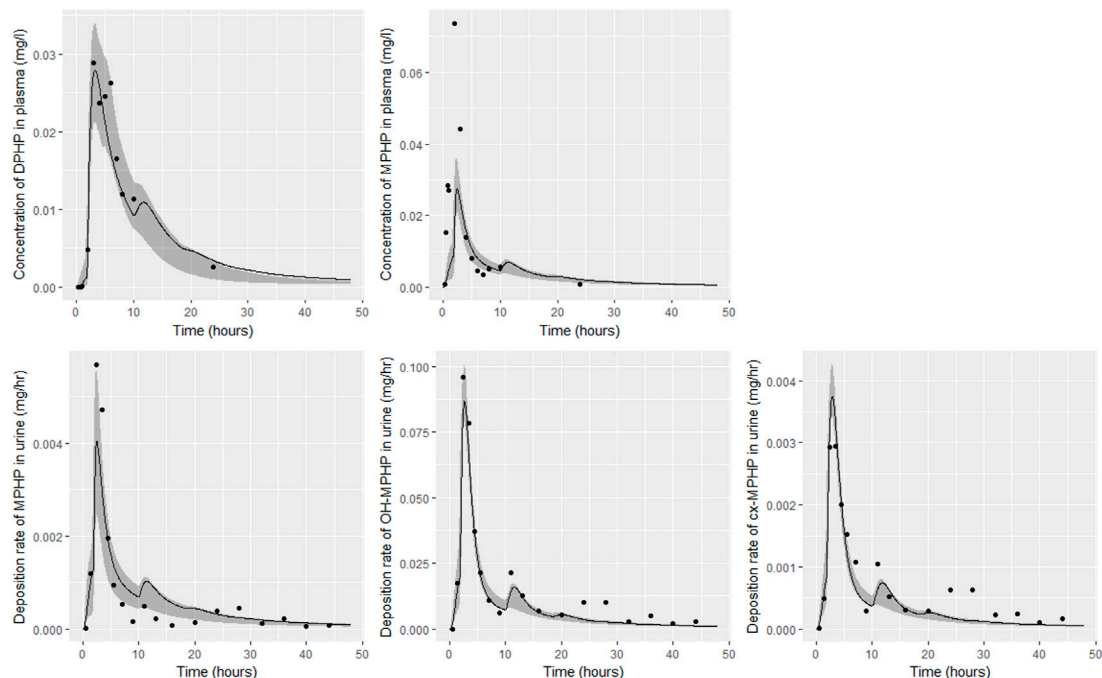 Concentration of DPHP in plasma (mg/l)
0.03
0.02
0.01
0.00
0 10 20 30 40 50
Time (hours)
Concentration of MPHP in plasma (mg/l)
0.06
0.04
0.02
0.00
0 10 20 30 40 50
Time (hours)
Deposition rate of MPHP in urine (mg/hr)
0.004
0.002
0.000
0 10 20 30 40 50
Time (hours)
Deposition rate of OH-MPHP in urine (mg/hr)
0.100
0.075
0.050
0.025
0.000
0 10 20 30 40 50
Time (hours)
Deposition rate of cx-MPHP in urine (mg/hr)
0.004
0.003
0.002
0.001
0.000
0 10 20 30 40 50
Time (hours)